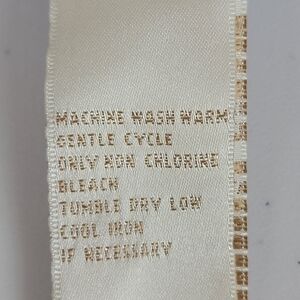 MACHINE WASH WARM
GENTLE CYCLE
ONLY NON CHLORINE
BLEACH
TUMBLE DRY LOW
COOL IRON
IF NECESSARY